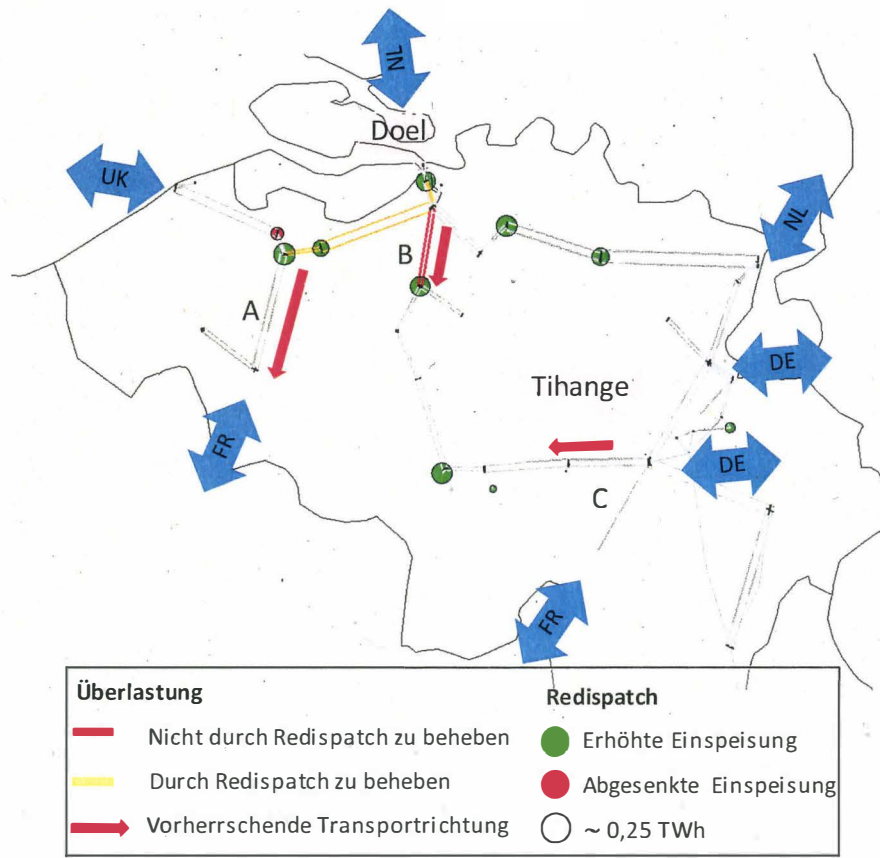 NL
Doel
UK
NL
B
A
DE
Tihange
FR
DE
C
FR
Überlastung
Nicht durch Redispatch zu beheben
Durch Redispatch zu beheben
Vorherrschende Transportrichtung
Redispatch
Erhöhte Einspeisung
Abgesenkte Einspeisung
~ 0,25 TWh